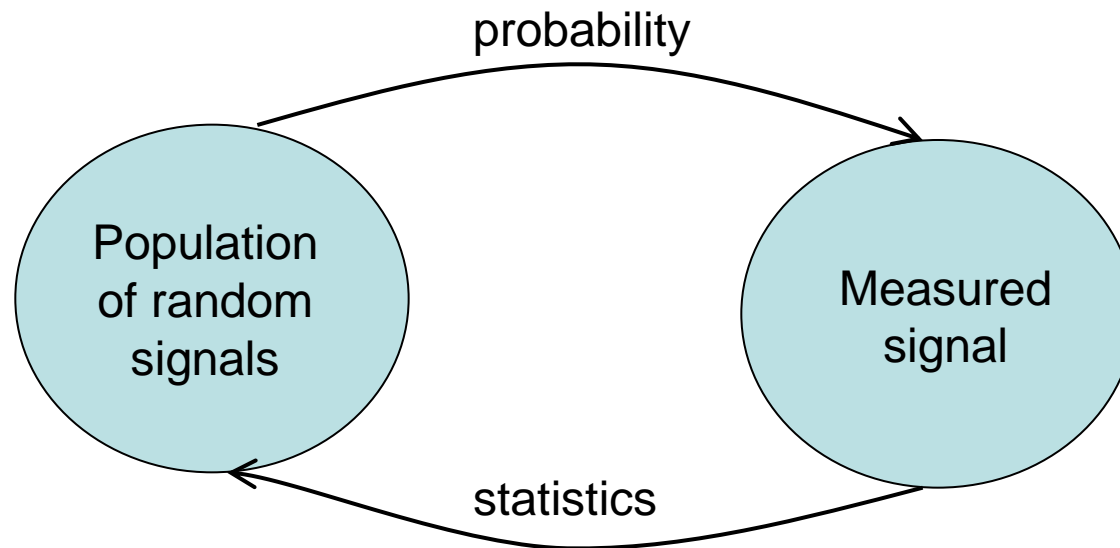 probability
Population
of random
signals
Measured
signal
statistics